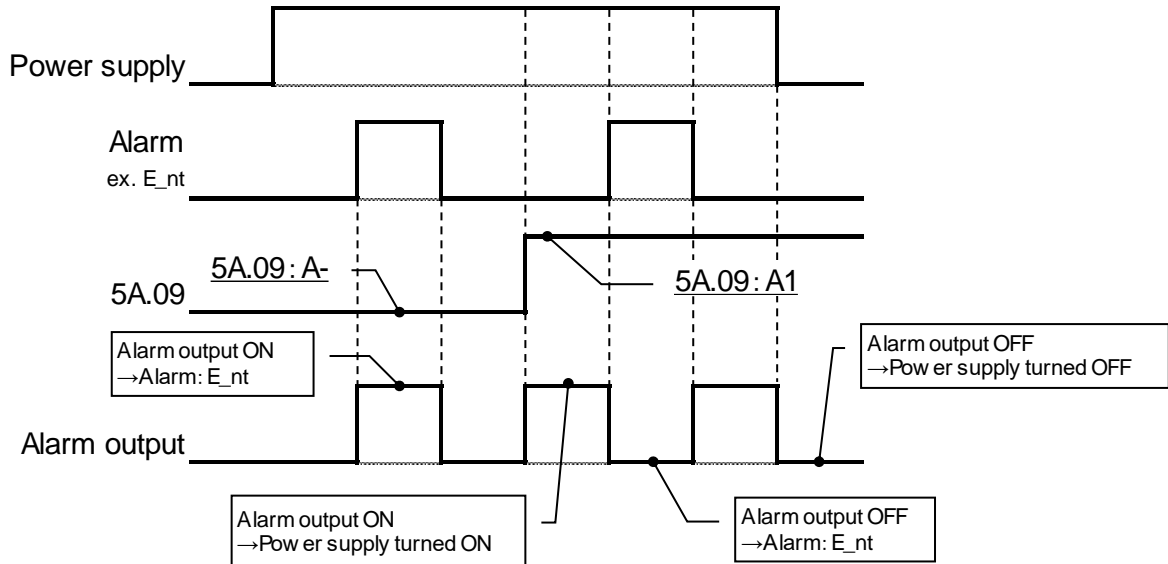 Power supply
Alarm
ex. E_nt
5A.09: A-
5A.09: A1
5A.09
Alarm output ON
→Alarm: E_nt
Alarm output OFF
→Power supply turned OFF
Alarm output
Alarm output ON
→Power supply turned ON
Alarm output OFF
→Alarm: E_nt